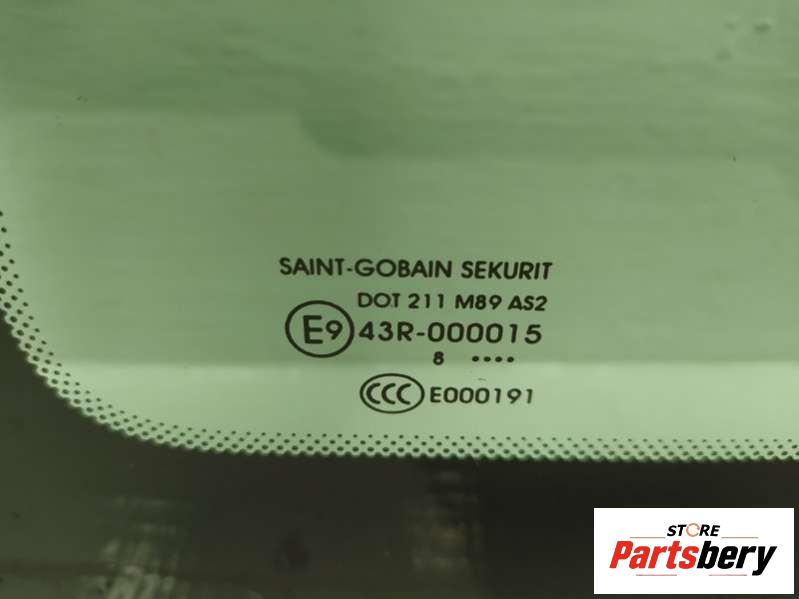 SAINT-GOBAIN SEKURIT
DOT 211 M89 AS2
E9 43R-000015
8 ••••
CCC E000191
STORE
Partsbery